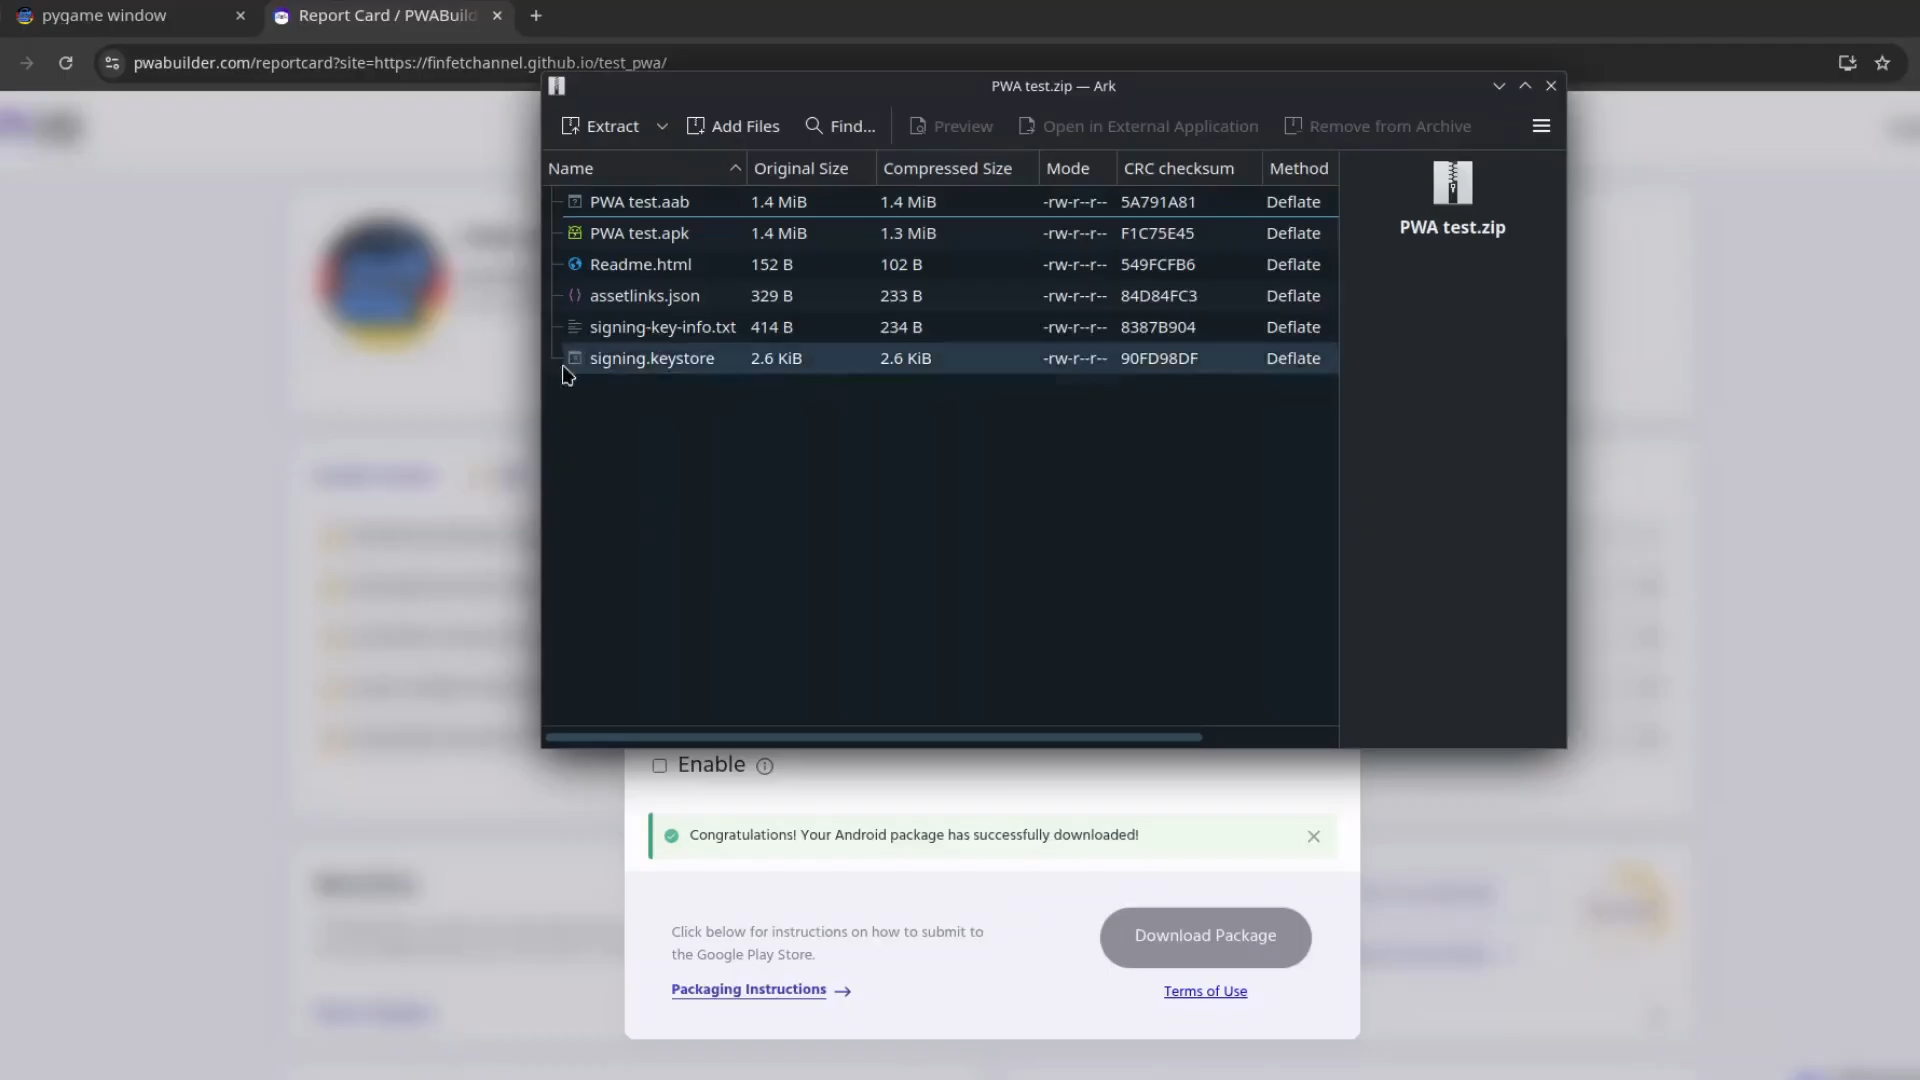 pygame window
Report Card / PWABuild
pwabuilder.com/reportcard?site=https://finfetchannel.github.io/test_pwa/
PWA test.zip — Ark
Extract Add Files Find... Preview Open in External Application Remove from Archive
Name Original Size Compressed Size Mode CRC checksum Method
PWA test.aab 1.4 MiB 1.4 MiB -rw-r--r-- 5A791A81 Deflate
PWA test.apk 1.4 MiB 1.3 MiB -rw-r--r-- F1C75E45 Deflate
Readme.html 152 B 102 B -rw-r--r-- 549FCFB6 Deflate
assetlinks.json 329 B 233 B -rw-r--r-- 84D84FC3 Deflate
signing-key-info.txt 414 B 234 B -rw-r--r-- 8387B904 Deflate
signing.keystore 2.6 KiB 2.6 KiB -rw-r--r-- 90FD98DF Deflate
PWA test.zip
Enable
Congratulations! Your Android package has successfully downloaded!
Click below for instructions on how to submit to
the Google Play Store.
Packaging Instructions
Download Package
Terms of Use